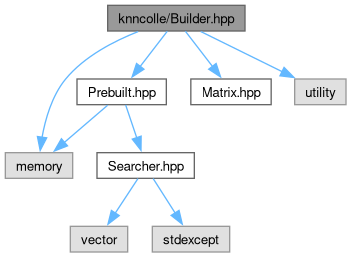 knncolle/Builder.hpp
Prebuilt.hpp
Matrix.hpp
utility
memory
Searcher.hpp
vector
stdexcept